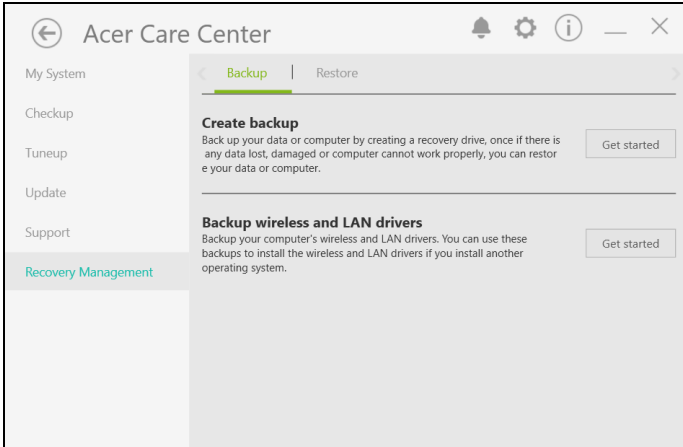 Acer Care Center
My System
Checkup
Tuneup
Update
Support
Recovery Management
Backup | Restore
Create backup
Back up your data or computer by creating a recovery drive, once if there is
any data lost, damaged or computer cannot work properly, you can restor
e your data or computer.
Get started
Backup wireless and LAN drivers
Backup your computer's wireless and LAN drivers. You can use these
backups to install the wireless and LAN drivers if you install another
operating system.
Get started